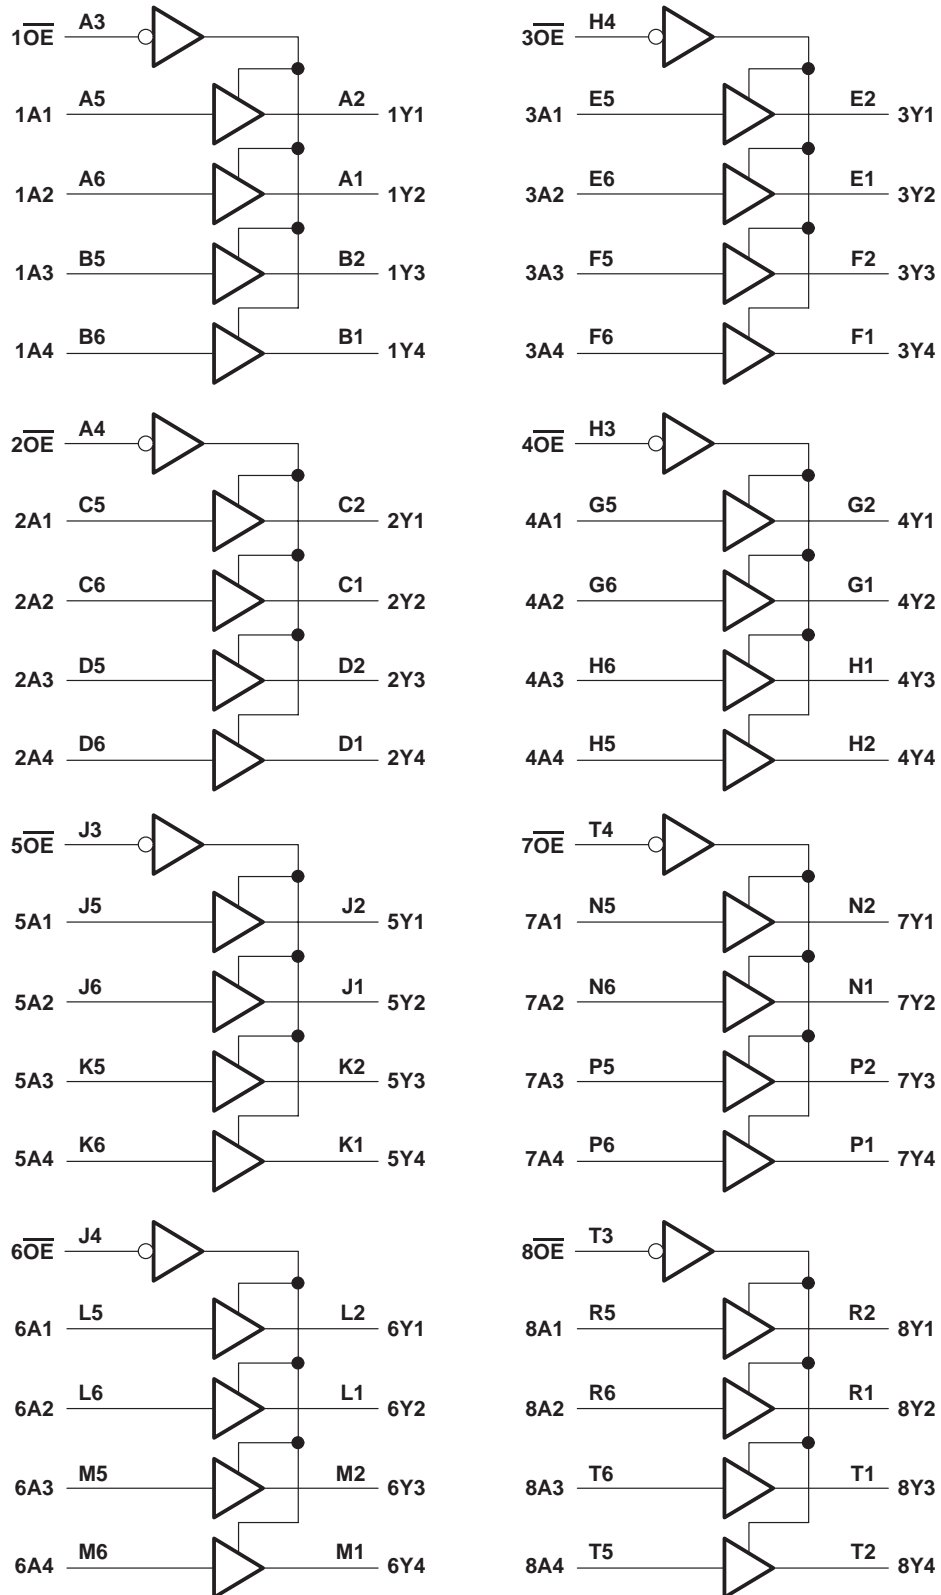 1OE A3
1A1 A5 A2 1Y1
1A2 A6 A1 1Y2
1A3 B5 B2 1Y3
1A4 B6 B1 1Y4
3OE H4
3A1 E5 E2 3Y1
3A2 E6 E1 3Y2
3A3 F5 F2 3Y3
3A4 F6 F1 3Y4
2OE A4
2A1 C5 C2 2Y1
2A2 C6 C1 2Y2
2A3 D5 D2 2Y3
2A4 D6 D1 2Y4
4OE H3
4A1 G5 G2 4Y1
4A2 G6 G1 4Y2
4A3 H6 H1 4Y3
4A4 H5 H2 4Y4
5OE J3
5A1 J5 J2 5Y1
5A2 J6 J1 5Y2
5A3 K5 K2 5Y3
5A4 K6 K1 5Y4
7OE T4
7A1 N5 N2 7Y1
7A2 N6 N1 7Y2
7A3 P5 P2 7Y3
7A4 P6 P1 7Y4
6OE J4
6A1 L5 L2 6Y1
6A2 L6 L1 6Y2
6A3 M5 M2 6Y3
6A4 M6 M1 6Y4
8OE T3
8A1 R5 R2 8Y1
8A2 R6 R1 8Y2
8A3 T6 T1 8Y3
8A4 T5 T2 8Y4